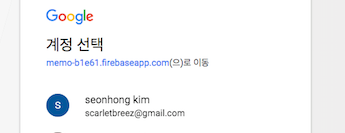 Google
계정 선택
memo-b1e61.firebaseapp.com(으)로 이동
S
seonhong kim
scarletbreez@gmail.com